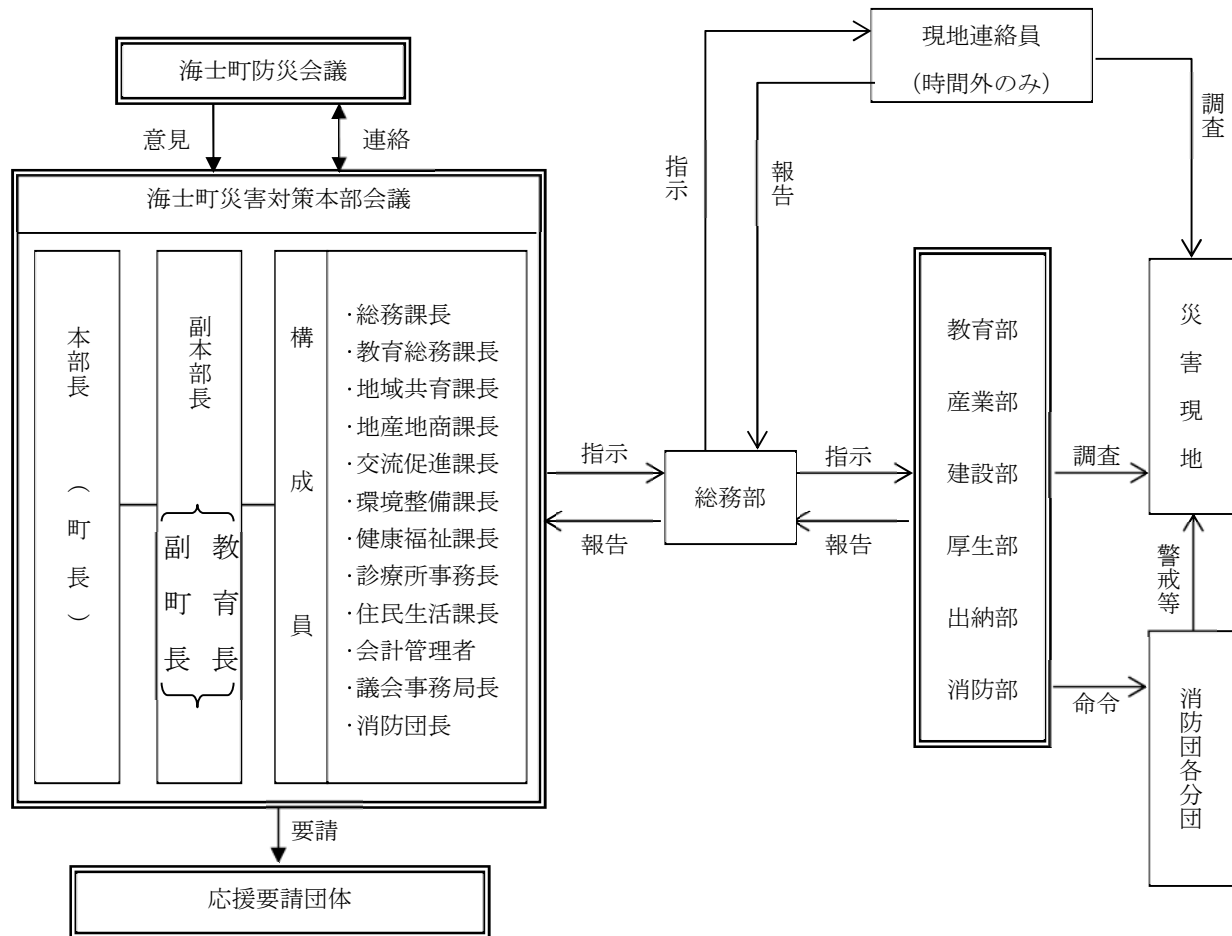 海士町防災会議
意見
連絡
海士町災害対策本部会議
本部長（町長）
副本部長
副町長
教育長
構成員
・総務課長
・教育総務課長
・地域共育課長
・地産地商課長
・交流促進課長
・環境整備課長
・健康福祉課長
・診療所事務長
・住民生活課長
・会計管理者
・議会事務局長
・消防団長
要請
応援要請団体
指示
報告
総務部
指示
報告
現地連絡員
（時間外のみ）
調査
指示
報告
教育部
産業部
建設部
厚生部
出納部
消防部
調査
命令
災害現地
警戒等
消防団各分団